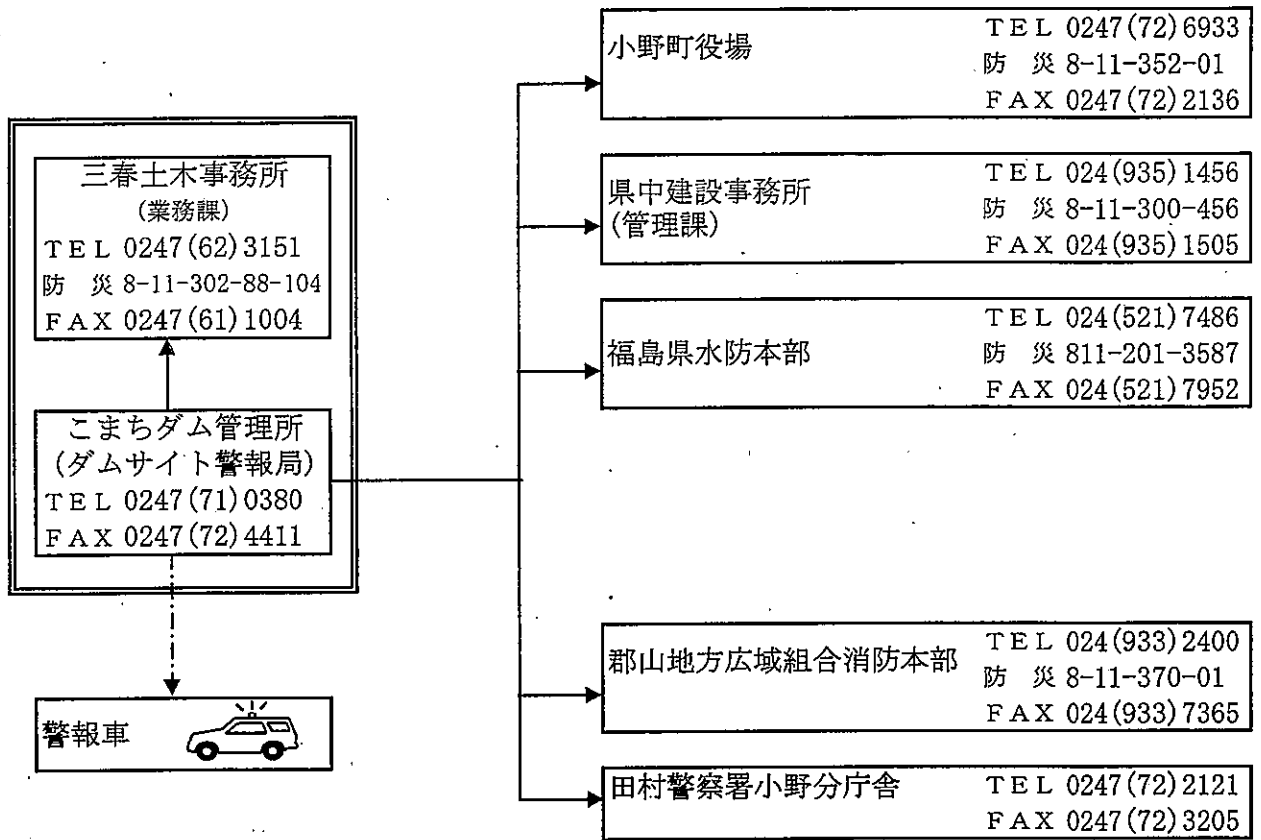 小野町役場
TEL 0247(72)6933
防 災 8-11-352-01
FAX 0247(72)2136
県中建設事務所
(管理課)
TEL 024(935)1456
防 災 8-11-300-456
FAX 024(935)1505
福島県水防本部
TEL 024(521)7486
防 災 811-201-3587
FAX 024(521)7952
郡山地方広域組合消防本部
TEL 024(933)2400
防 災 8-11-370-01
FAX 024(933)7365
田村警察署小野分庁舎
TEL 0247(72)2121
FAX 0247(72)3205
三春土木事務所
(業務課)
TEL 0247(62)3151
防 災 8-11-302-88-104
FAX 0247(61)1004
こまちダム管理所
(ダムサイト警報局)
TEL 0247(71)0380
FAX 0247(72)4411
警報車